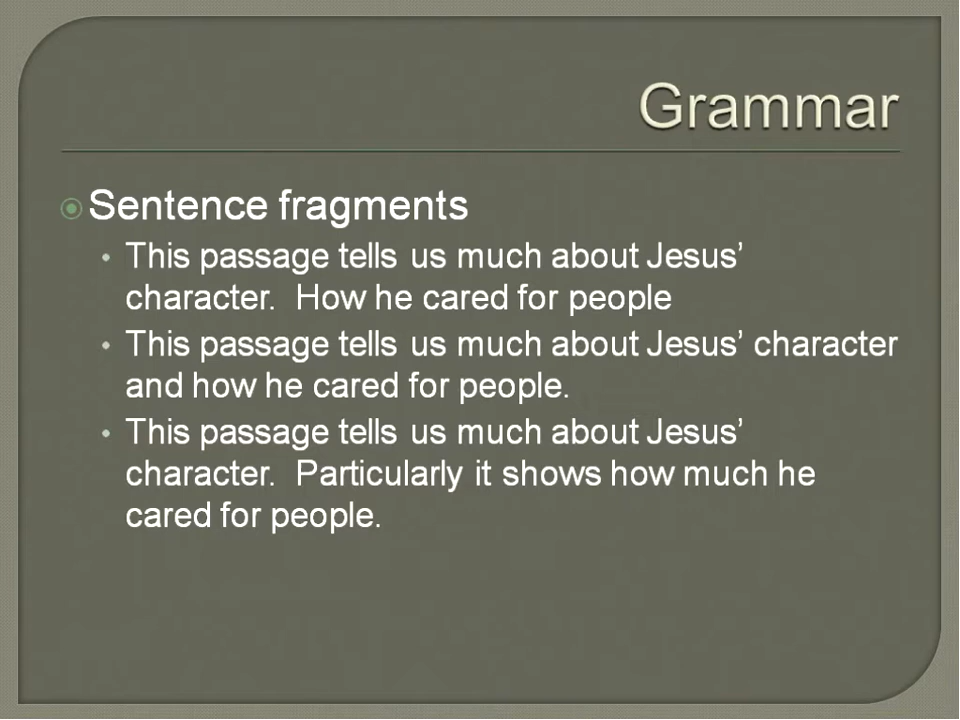 Grammar
Sentence fragments
This passage tells us much about Jesus’
character.  How he cared for people
This passage tells us much about Jesus’ character
and how he cared for people.
This passage tells us much about Jesus’
character.  Particularly it shows how much he
cared for people.